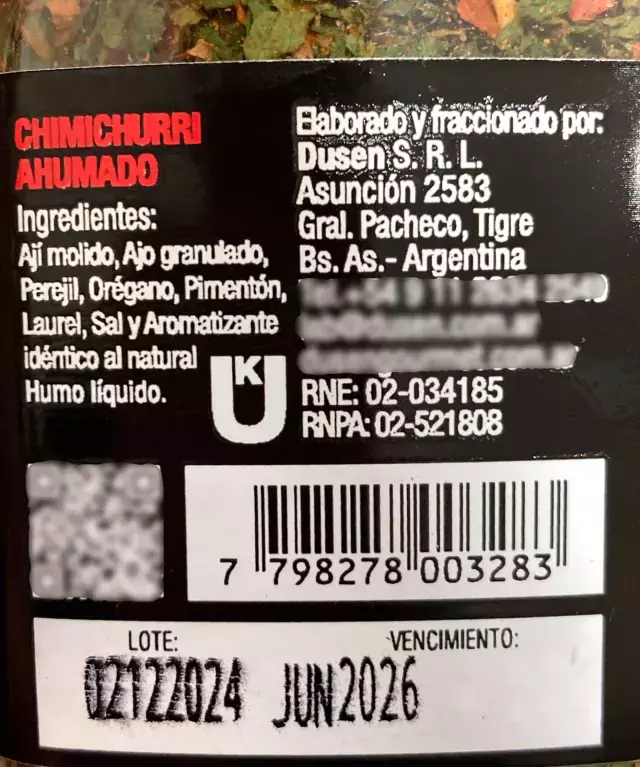 CHIMICHURRI
AHUMADO
Ingredientes:
Ají molido, Ajo granulado,
Perejil, Orégano, Pimentón,
Laurel, Sal y Aromatizante
idéntico al natural
Humo líquido.
UK
Elaborado y fraccionado por:
Dusen S. R. L.
Asunción 2583
Gral. Pacheco, Tigre
Bs. As.- Argentina
RNE: 02-034185
RNPA: 02-521808
7 798278 003283
LOTE:
02122024
VENCIMIENTO:
JUN2026